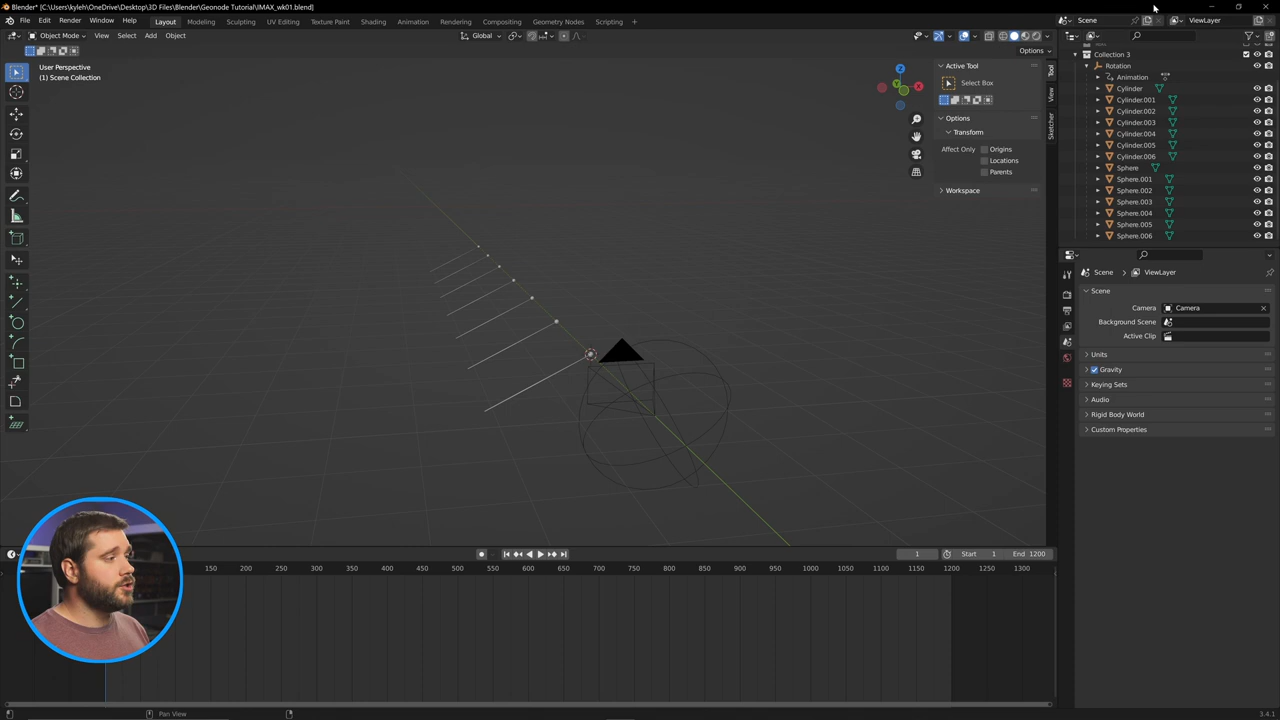 Blender* [C:\Users\kyleh\OneDrive\Desktop\3D Files\Blender\Geonode Tutorial\IMAX_wk01.blend]
File Edit Render Window Help Layout Modeling Sculpting UV Editing Texture Paint Shading Animation Rendering Compositing Geometry Nodes Scripting +
Scene ViewLayer
Object Mode View Select Add Object Global
Options
User Perspective
(1) Scene Collection
Z
X
Y
Active Tool
Select Box
Options
Transform
Affect Only Origins
Locations
Parents
Workspace
Tool
View
Sketcher
Collection 3
Rotation
Animation
Cylinder
Cylinder.001
Cylinder.002
Cylinder.003
Cylinder.004
Cylinder.005
Cylinder.006
Sphere
Sphere.001
Sphere.002
Sphere.003
Sphere.004
Sphere.005
Sphere.006
Scene > ViewLayer
Scene
Camera Camera
Background Scene
Active Clip
Units
Gravity
Keying Sets
Audio
Rigid Body World
Custom Properties
1 Start 1 End 1200
150 200 250 300 350 400 450 500 550 600 650 700 750 800 850 900 950 1000 1050 1100 1150 1200 1250 1300
Pan View
3.4.1